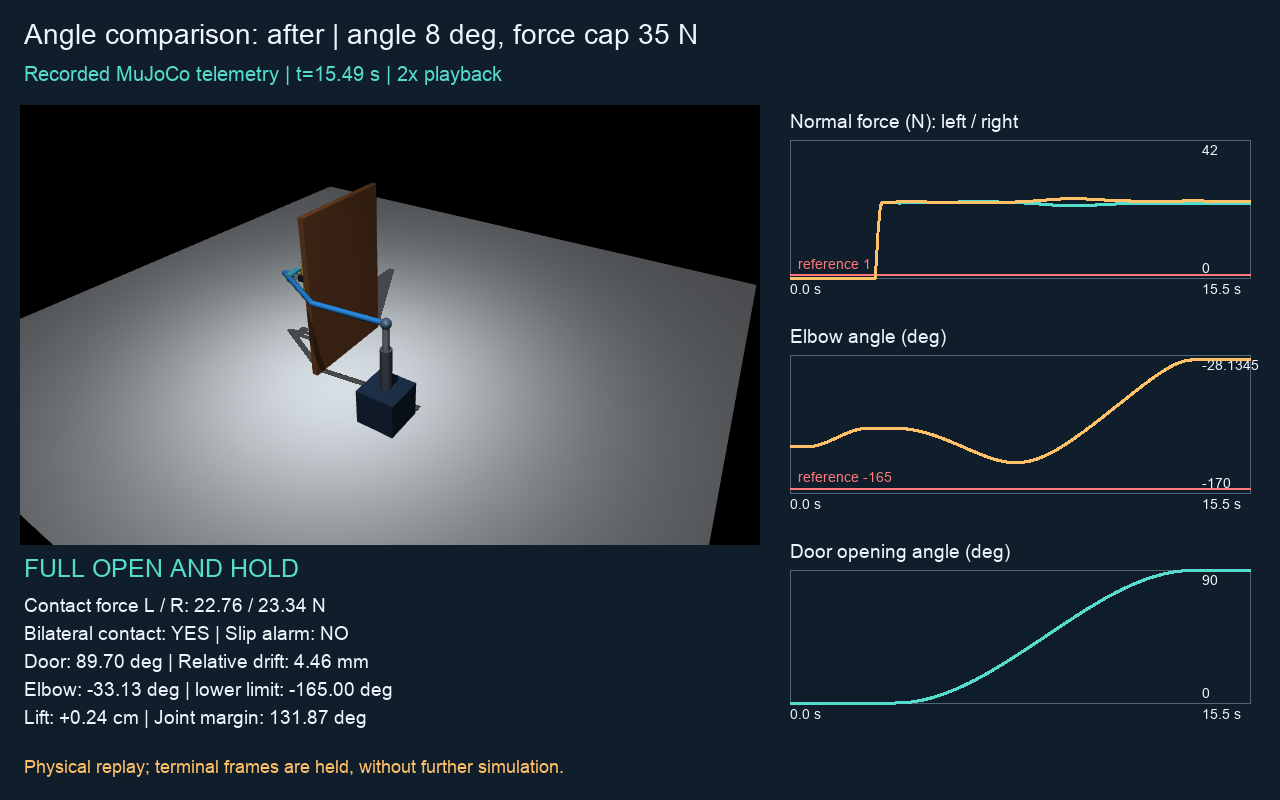 Angle comparison: after | angle 8 deg, force cap 35 N
Recorded MuJoCo telemetry | t=15.49 s | 2x playback
Normal force (N): left / right
42
reference 1
0
0.0 s
15.5 s
Elbow angle (deg)
-28.1345
reference -165
-170
0.0 s
15.5 s
Door opening angle (deg)
90
0
0.0 s
15.5 s
FULL OPEN AND HOLD
Contact force L / R: 22.76 / 23.34 N
Bilateral contact: YES | Slip alarm: NO
Door: 89.70 deg | Relative drift: 4.46 mm
Elbow: -33.13 deg | lower limit: -165.00 deg
Lift: +0.24 cm | Joint margin: 131.87 deg
Physical replay; terminal frames are held, without further simulation.